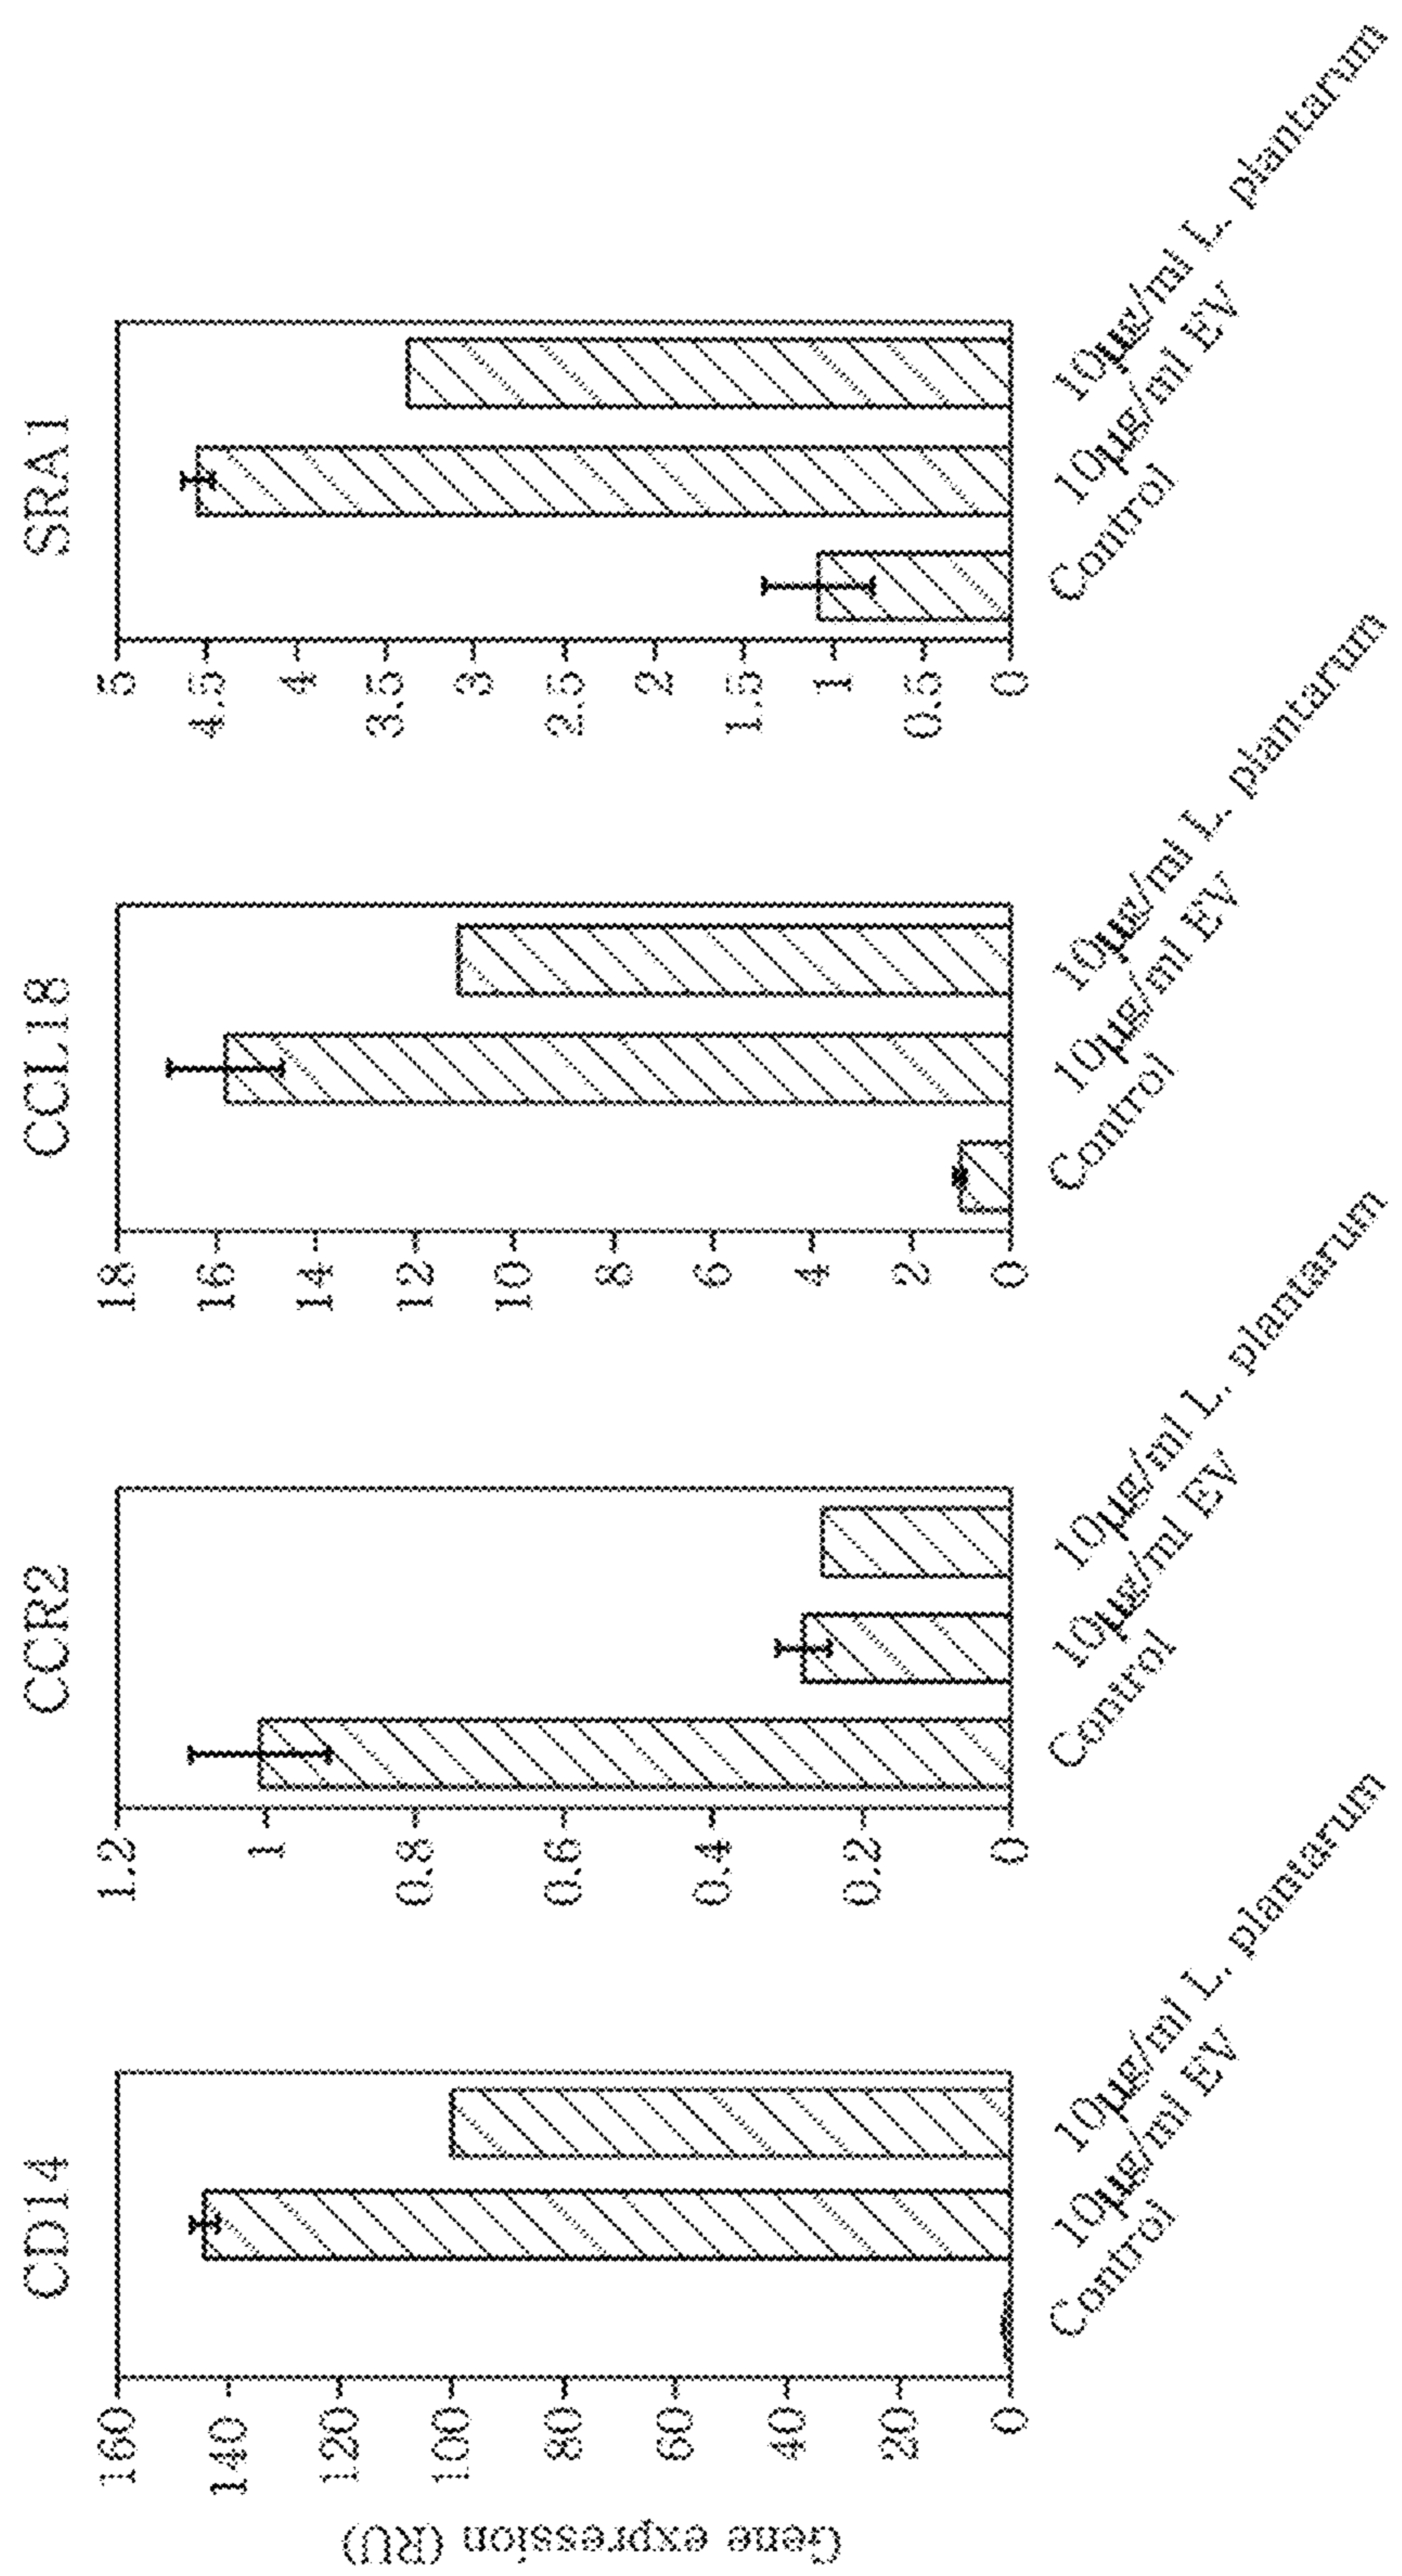 Gene expression (RU)
CD14
160
140
120
100
80
60
40
20
0
Control
10μg/ml EV
10μg/ml L. plantarum
CCR2
1.2
1
0.8
0.6
0.4
0.2
0
Control
10μg/ml EV
10μg/ml L. plantarum
CCL18
18
16
14
12
10
8
6
4
2
0
Control
10μg/ml EV
10μg/ml L. plantarum
SRA1
5
4.5
4
3.5
3
2.5
2
1.5
1
0.5
0
Control
10μg/ml EV
10μg/ml L. plantarum